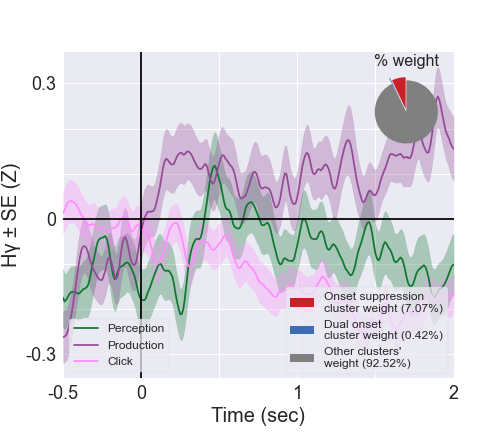 % weight
0.3
0
-0.3
Hγ ± SE (Z)
Perception
Production
Click
Onset suppression
cluster weight (7.07%)
Dual onset
cluster weight (0.42%)
Other clusters'
weight (92.52%)
-0.5
0
1
2
Time (sec)